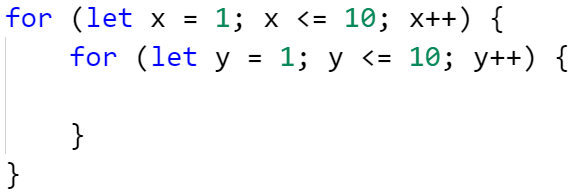 for (let x = 1; x <= 10; x++) {
    for (let y = 1; y <= 10; y++) {

    }
}